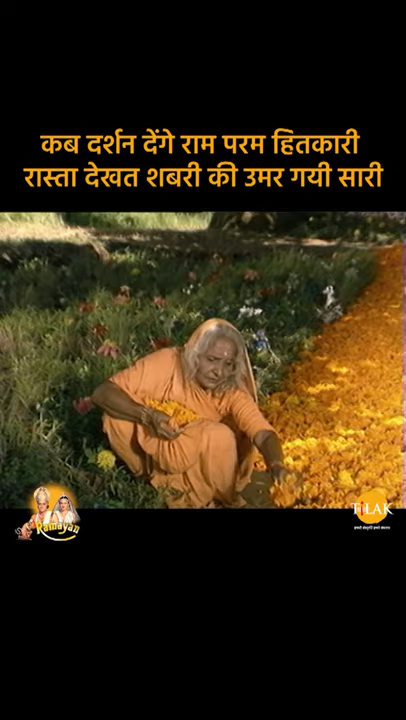 कब दर्शन देंगे राम परम हितकारी
रास्ता देखत शबरी की उमर गयी सारी
Ramayan
TILAK